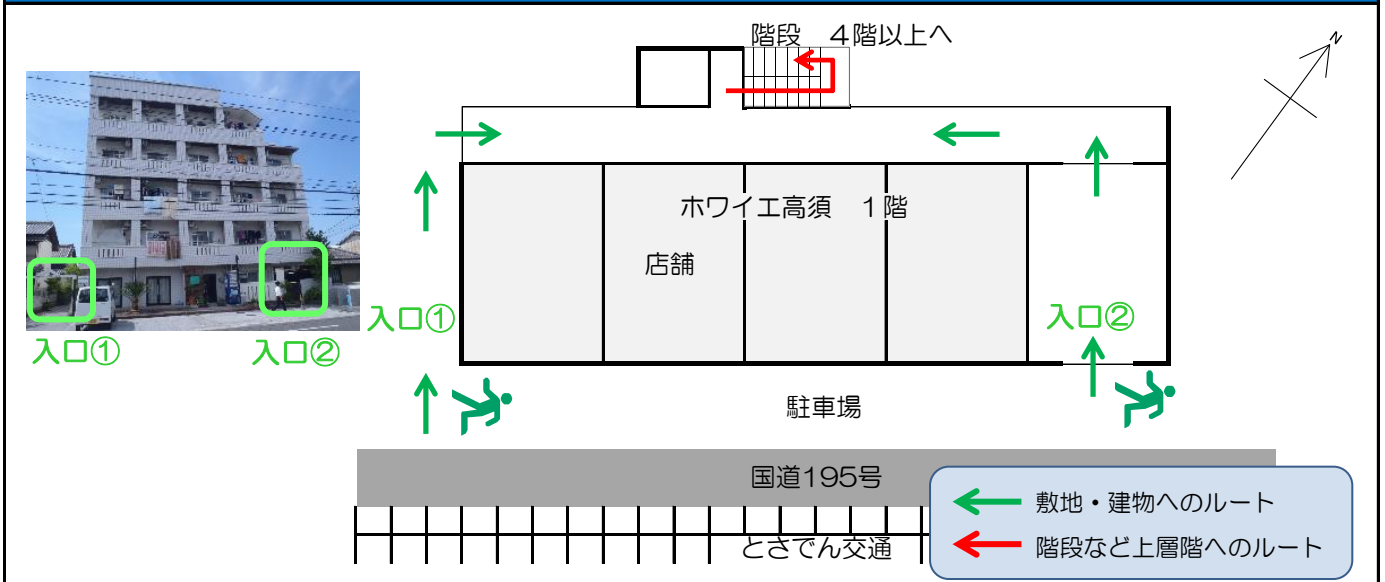 階段 4階以上へ
N
ホワイエ高須 1階
店舗
入口①
入口②
入口①
入口②
駐車場
国道195号
敷地・建物へのルート
とさでん交通
階段など上層階へのルート